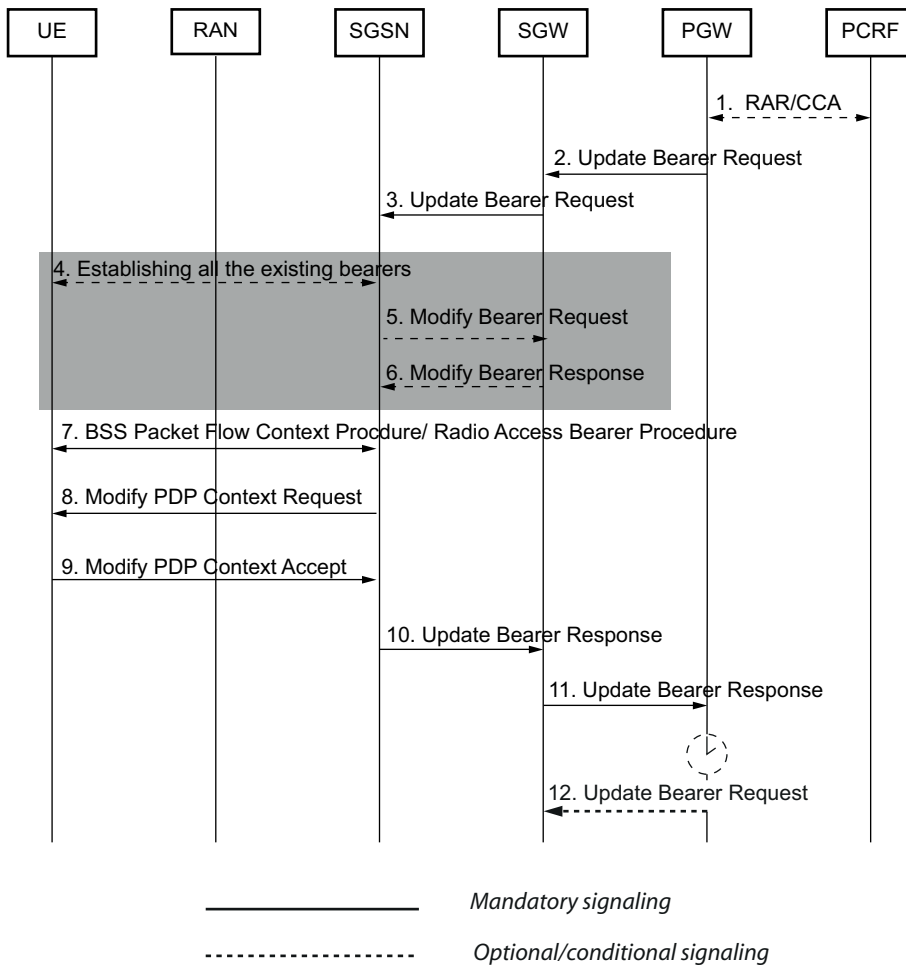 UE RAN SGSN SGW PGW PCRF
1. RAR/CCA
2. Update Bearer Request
3. Update Bearer Request
4. Establishing all the existing bearers
5. Modify Bearer Request
6. Modify Bearer Response
7. BSS Packet Flow Context Procdure/ Radio Access Bearer Procedure
8. Modify PDP Context Request
9. Modify PDP Context Accept
10. Update Bearer Response
11. Update Bearer Response
12. Update Bearer Request
Mandatory signaling
Optional/conditional signaling